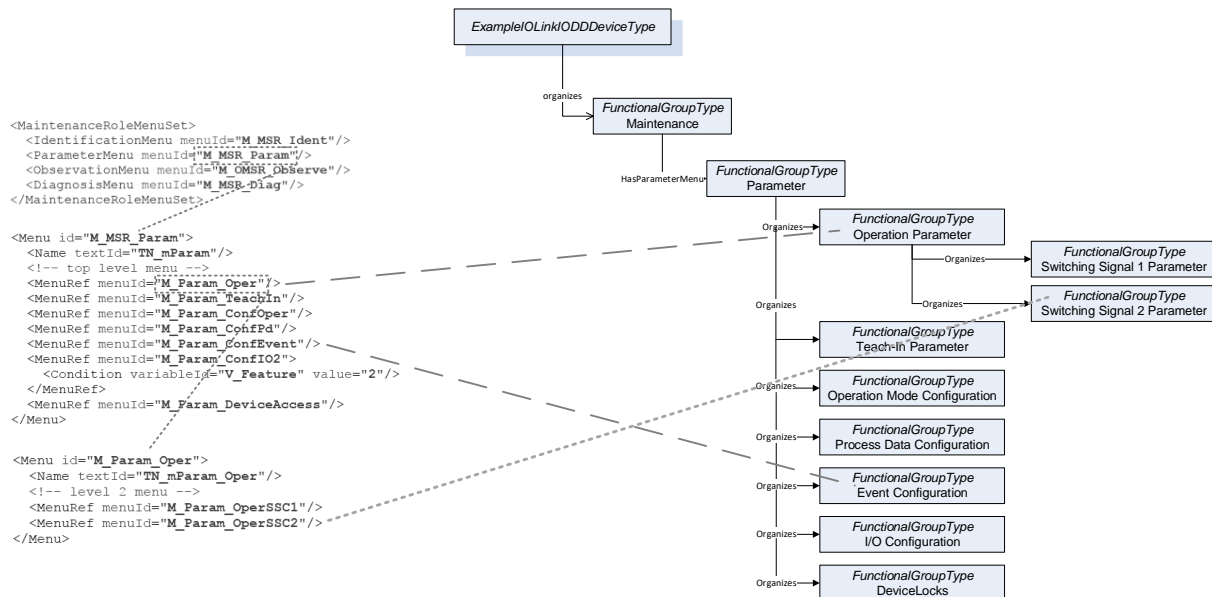 ExampleIOLinkIODDDeviceType
organizes
FunctionalGroupType
Maintenance
HasParameterMenu
FunctionalGroupType
Parameter
<MaintenanceRoleMenuSet>
<IdentificationMenu menuId="M_MSR_Ident"/>
<ParameterMenu menuId="M_MSR_Param"/>
<ObservationMenu menuId="M_OMSR_Observe"/>
<DiagnosisMenu menuId="M_MSR_Diag"/>
</MaintenanceRoleMenuSet>
<Menu id="M_MSR_Param">
<Name textId="TN_mParam"/>
<!-- top level menu -->
<MenuRef menuId="M_Param_Oper"/>
<MenuRef menuId="M_Param_TeachIn"/>
<MenuRef menuId="M_Param_ConfOper"/>
<MenuRef menuId="M_Param_ConfPd"/>
<MenuRef menuId="M_Param_ConfEvent"/>
<MenuRef menuId="M_Param_ConfIO2">
<Condition variableId="V_Feature" value="2"/>
</MenuRef>
<MenuRef menuId="M_Param_DeviceAccess"/>
</Menu>
<Menu id="M_Param_Oper">
<Name textId="TN_mParam_Oper"/>
<!-- level 2 menu -->
<MenuRef menuId="M_Param_OperSSC1"/>
<MenuRef menuId="M_Param_OperSSC2"/>
</Menu>
Organizes
FunctionalGroupType
Operation Parameter
Organizes
FunctionalGroupType
Switching Signal 1 Parameter
Organizes
FunctionalGroupType
Switching Signal 2 Parameter
Organizes
FunctionalGroupType
Teach-In Parameter
Organizes
FunctionalGroupType
Operation Mode Configuration
Organizes
FunctionalGroupType
Process Data Configuration
Organizes
FunctionalGroupType
Event Configuration
Organizes
FunctionalGroupType
I/O Configuration
Organizes
FunctionalGroupType
DeviceLocks